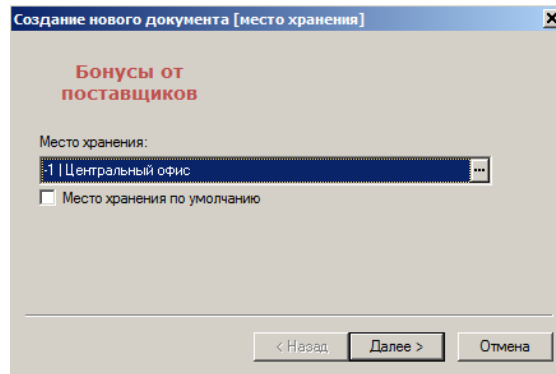 Создание нового документа [место хранения]
Бонусы от
поставщиков
Место хранения:
-1 | Центральный офис
...
Место хранения по умолчанию
< Назад
Далее >
Отмена